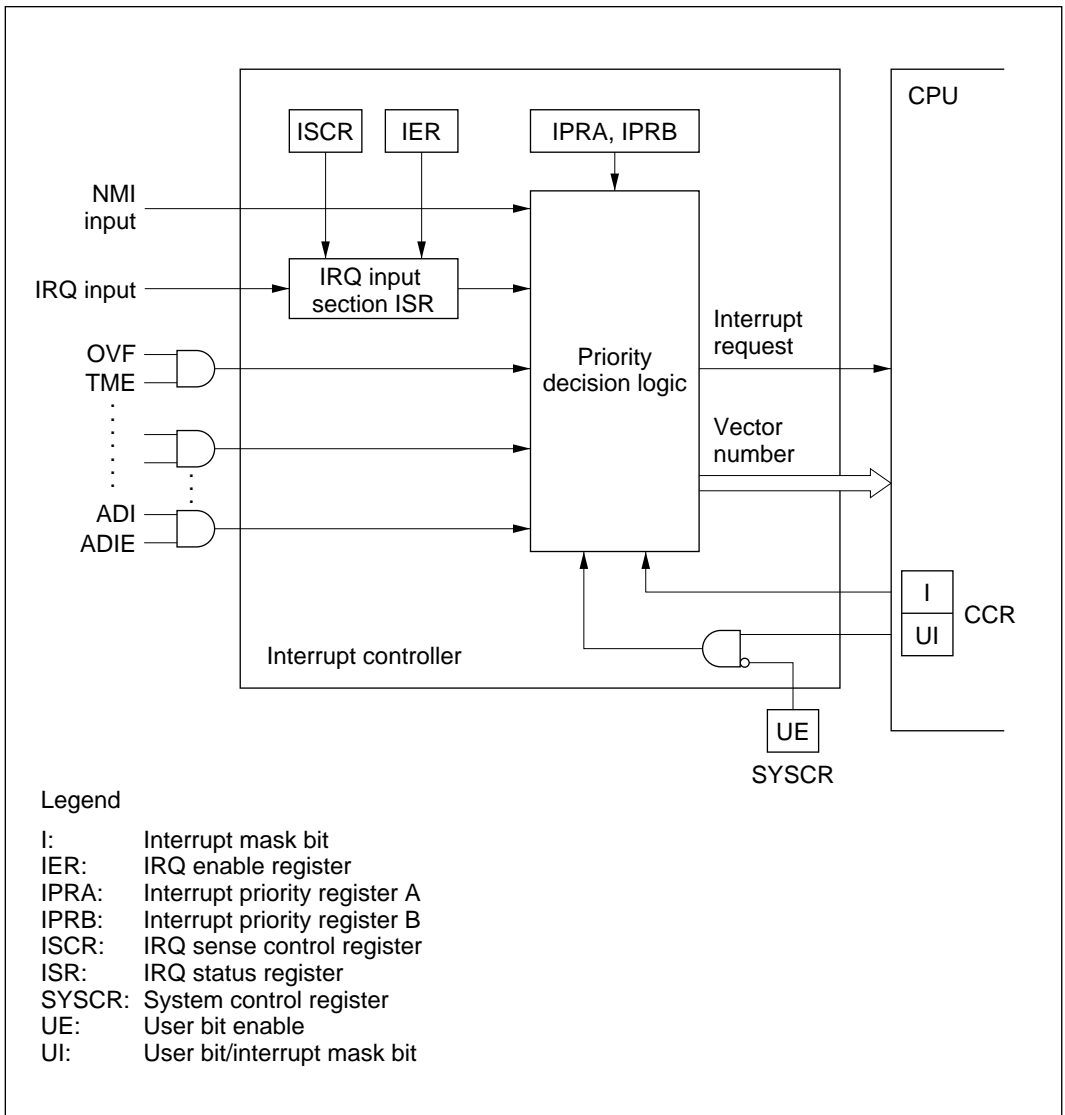 CPU
ISCR
IER
IPRA, IPRB
NMI
input
IRQ input
IRQ input
section ISR
OVF
TME
Priority
decision logic
Interrupt
request
Vector
number
ADI
ADIE
I
UI
CCR
Interrupt controller
UE
SYSCR
Legend
I: Interrupt mask bit
IER: IRQ enable register
IPRA: Interrupt priority register A
IPRB: Interrupt priority register B
ISCR: IRQ sense control register
ISR: IRQ status register
SYSCR: System control register
UE: User bit enable
UI: User bit/interrupt mask bit